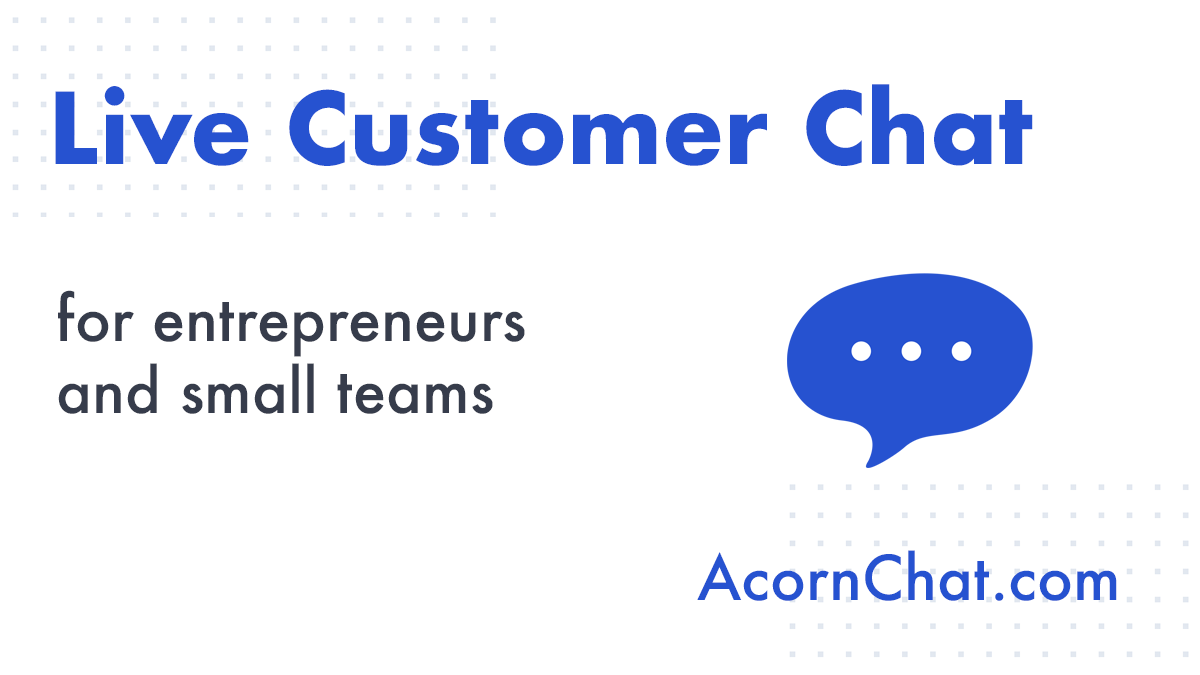 Live Customer Chat
for entrepreneurs
and small teams
AcornChat.com